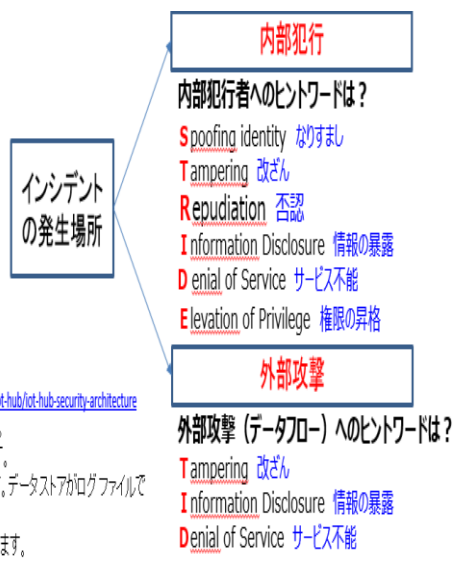 内部犯行
内部犯行者へのヒントワードは？
Spoofing identity なりすまし
Tampering 改ざん
Repudiation 否認
Information Disclosure 情報の暴露
Denial of Service サービス不能
Elevation of Privilege 権限の昇格
インシデント
の発生場所
外部攻撃
外部攻撃（データフロー）へのヒントワードは？
Tampering 改ざん
Information Disclosure 情報の暴露
Denial of Service サービス不能
ot-hub/iot-hub-security-architecture
。
。データストアがログファイルで
ます。